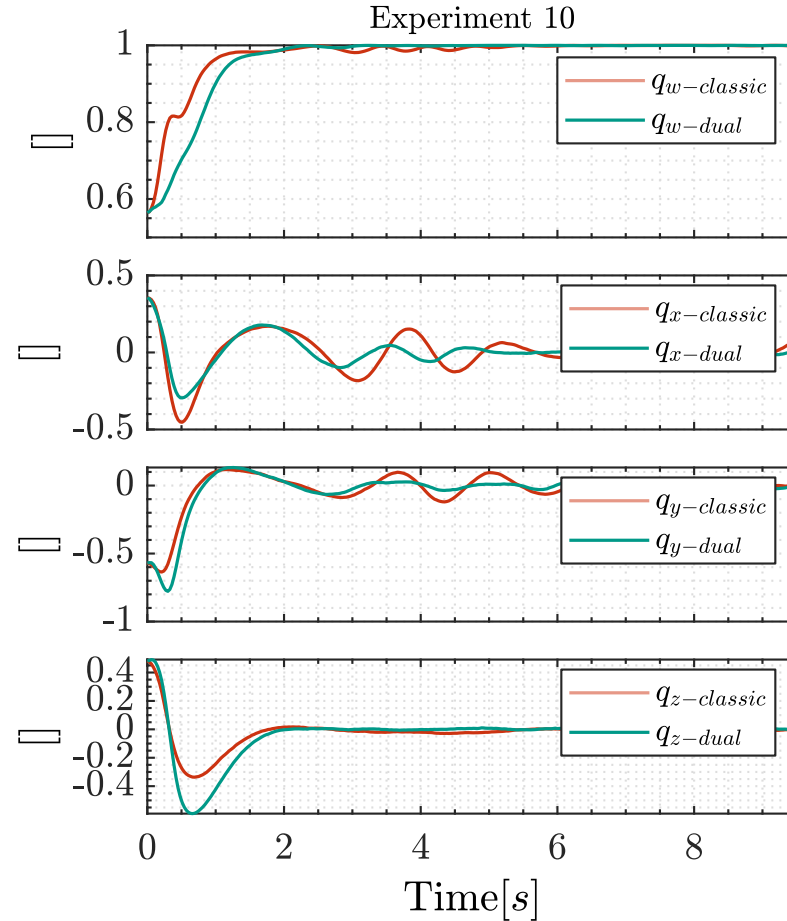 Experiment 10
1
0.8
0.6
[]
q_{w-classic}
q_{w-dual}
0.5
0
-0.5
[]
q_{x-classic}
q_{x-dual}
0
-0.5
-1
[]
q_{y-classic}
q_{y-dual}
0.4
0.2
0
-0.2
-0.4
[]
q_{z-classic}
q_{z-dual}
0 2 4 6 8
Time[s]